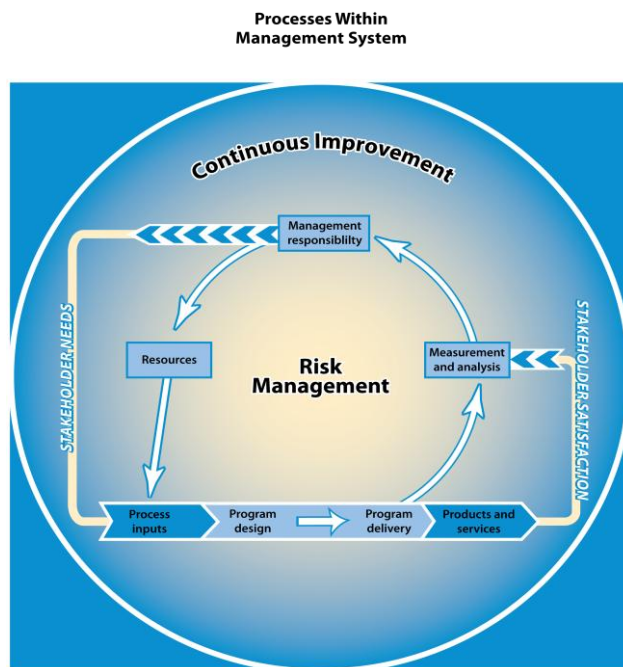 Processes Within
Management System
Continuous Improvement
Management
responsiblilty
Resources
Risk
Management
Measurement
and analysis
STAKEHOLDER NEEDS
STAKEHOLDER SATISFACTION
Process
inputs
Program
design
Program
delivery
Products and
services